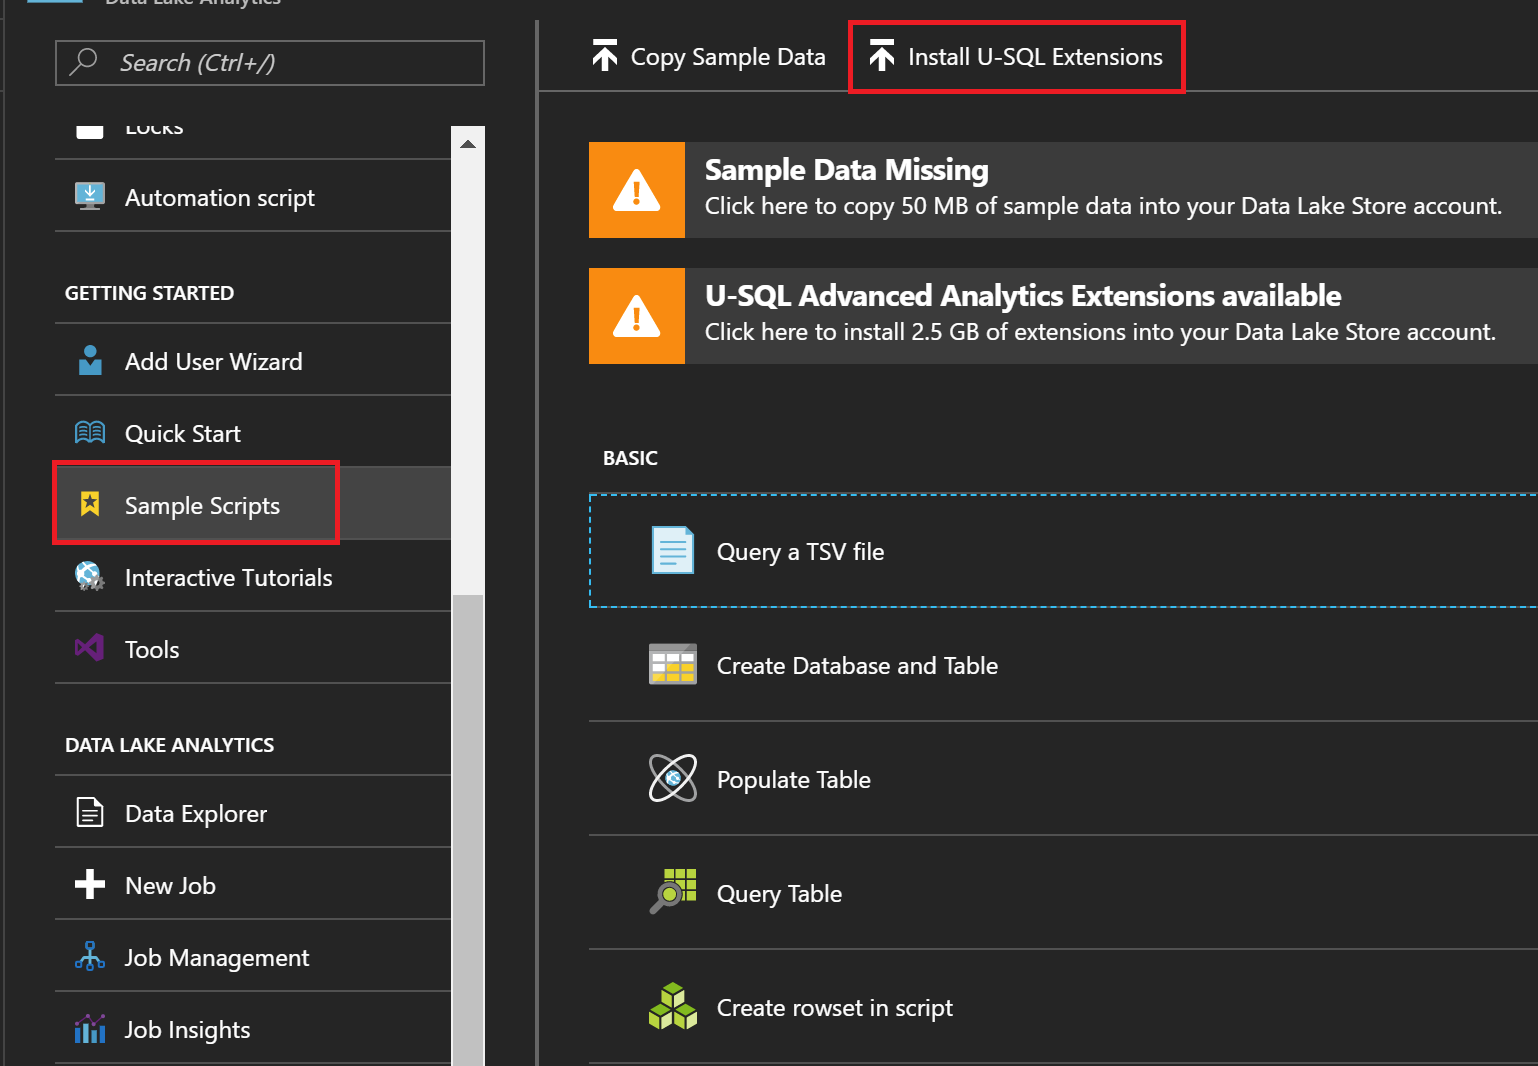 Data Lake Analytics
Search (Ctrl+/)
Locks
Automation script
GETTING STARTED
Add User Wizard
Quick Start
Sample Scripts
Interactive Tutorials
Tools
DATA LAKE ANALYTICS
Data Explorer
New Job
Job Management
Job Insights
Copy Sample Data
Install U-SQL Extensions
Sample Data Missing
Click here to copy 50 MB of sample data into your Data Lake Store account.
U-SQL Advanced Analytics Extensions available
Click here to install 2.5 GB of extensions into your Data Lake Store account.
BASIC
Query a TSV file
Create Database and Table
Populate Table
Query Table
Create rowset in script